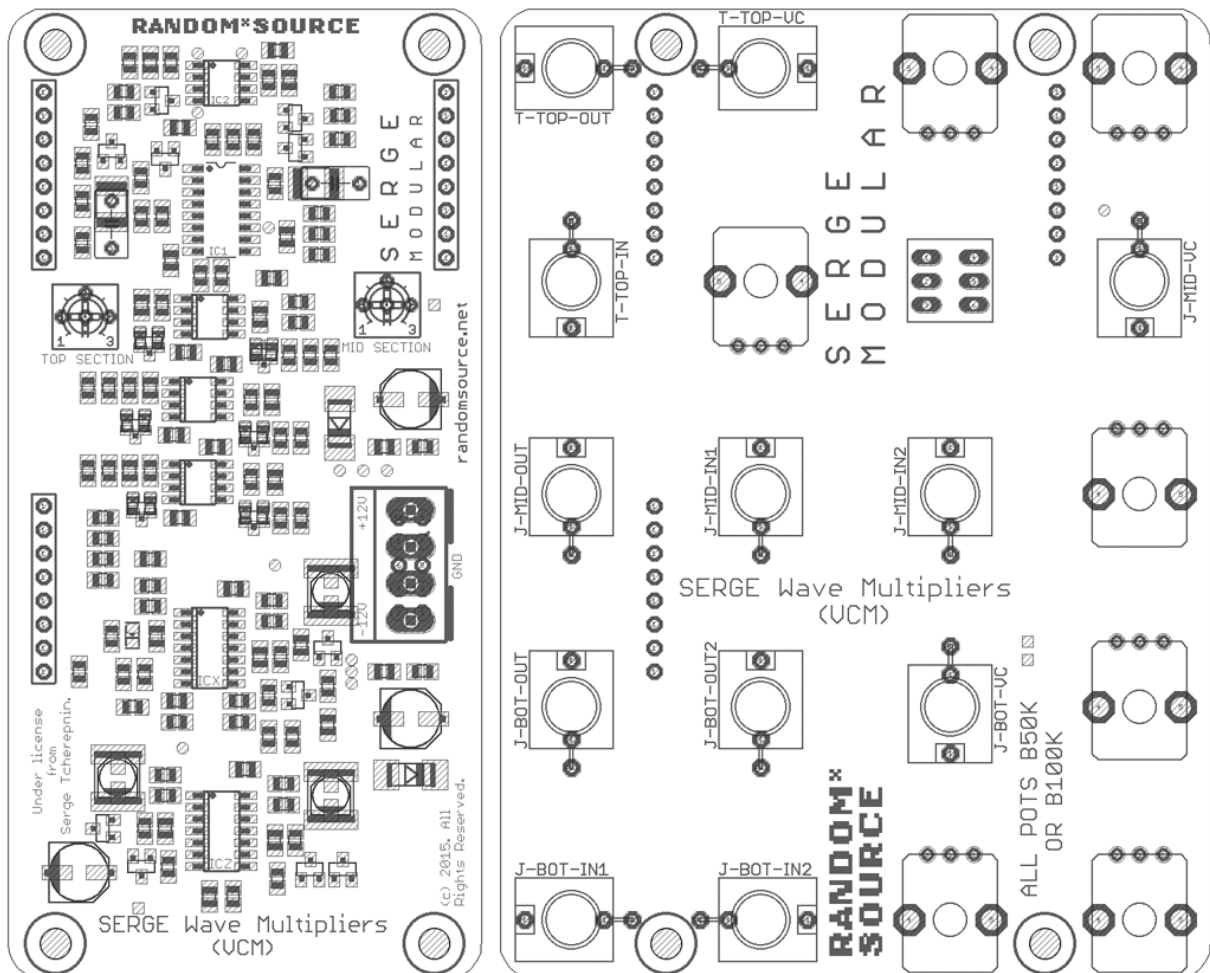 RANDOM*SOURCE
IC2
SERGE
MODULAR
IC1
1 3
TOP SECTION
1 3
MID SECTION
randomsource.net
+12V
GND
-12V
ICX
Under license
from
Serge Tcherepnin.
ICZ
(c) 2015. All
Rights Reserved.
SERGE Wave Multipliers
(VCM)
T-TOP-VC
T-TOP-OUT
SERGE
MODULAR
T-TOP-IN
J-MID-VC
J-MID-OUT
J-MID-IN1
J-MID-IN2
SERGE Wave Multipliers
(VCM)
J-BOT-OUT
J-BOT-OUT2
J-BOT-VC
ALL POTS B50K
OR B100K
RANDOM*
SOURCE
J-BOT-IN1
J-BOT-IN2